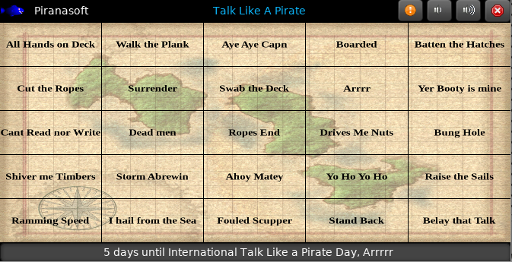 Piranasoft
Talk Like A Pirate
All Hands on Deck
Walk the Plank
Aye Aye Capn
Boarded
Batten the Hatches
Cut the Ropes
Surrender
Swab the Deck
Arrr
Yer Booty is mine
Cant Read nor Write
Dead men
Ropes End
Drives Me Nuts
Bung Hole
Shiver me Timbers
Storm Abrewin
Ahoy Matey
Yo Ho Yo Ho
Raise the Sails
Ramming Speed
I hail from the Sea
Fouled Scupper
Stand Back
Belay that Talk
5 days until International Talk Like a Pirate Day, Arrrrr